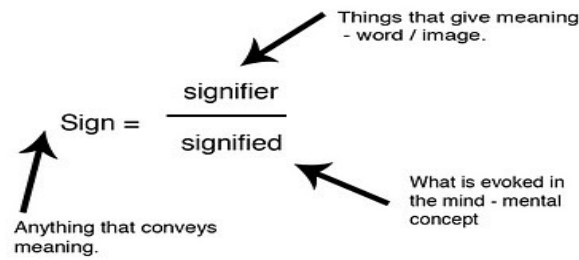 Things that give meaning
- word / image.
signifier
Sign =
signified
What is evoked in
the mind - mental
concept
Anything that conveys
meaning.